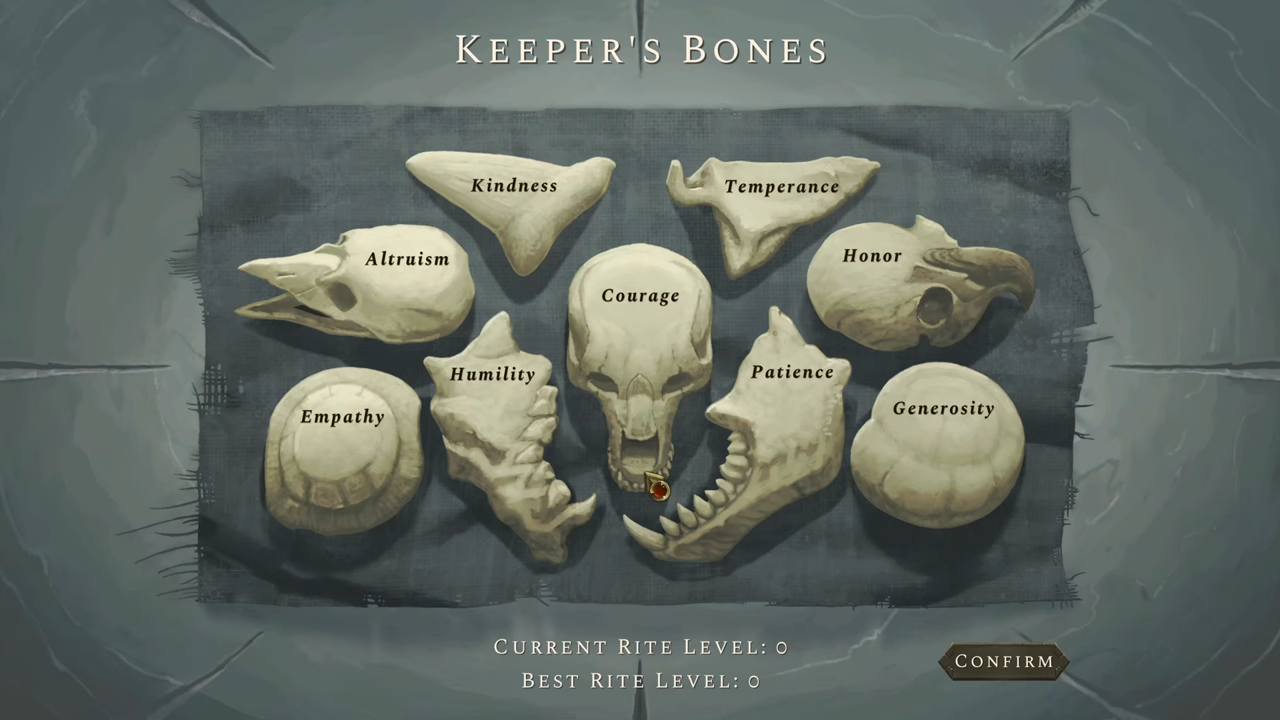 KEEPER'S BONES
Kindness
Temperance
Altruism
Honor
Courage
Humility
Patience
Empathy
Generosity
CURRENT RITE LEVEL: 0
BEST RITE LEVEL: 0
CONFIRM